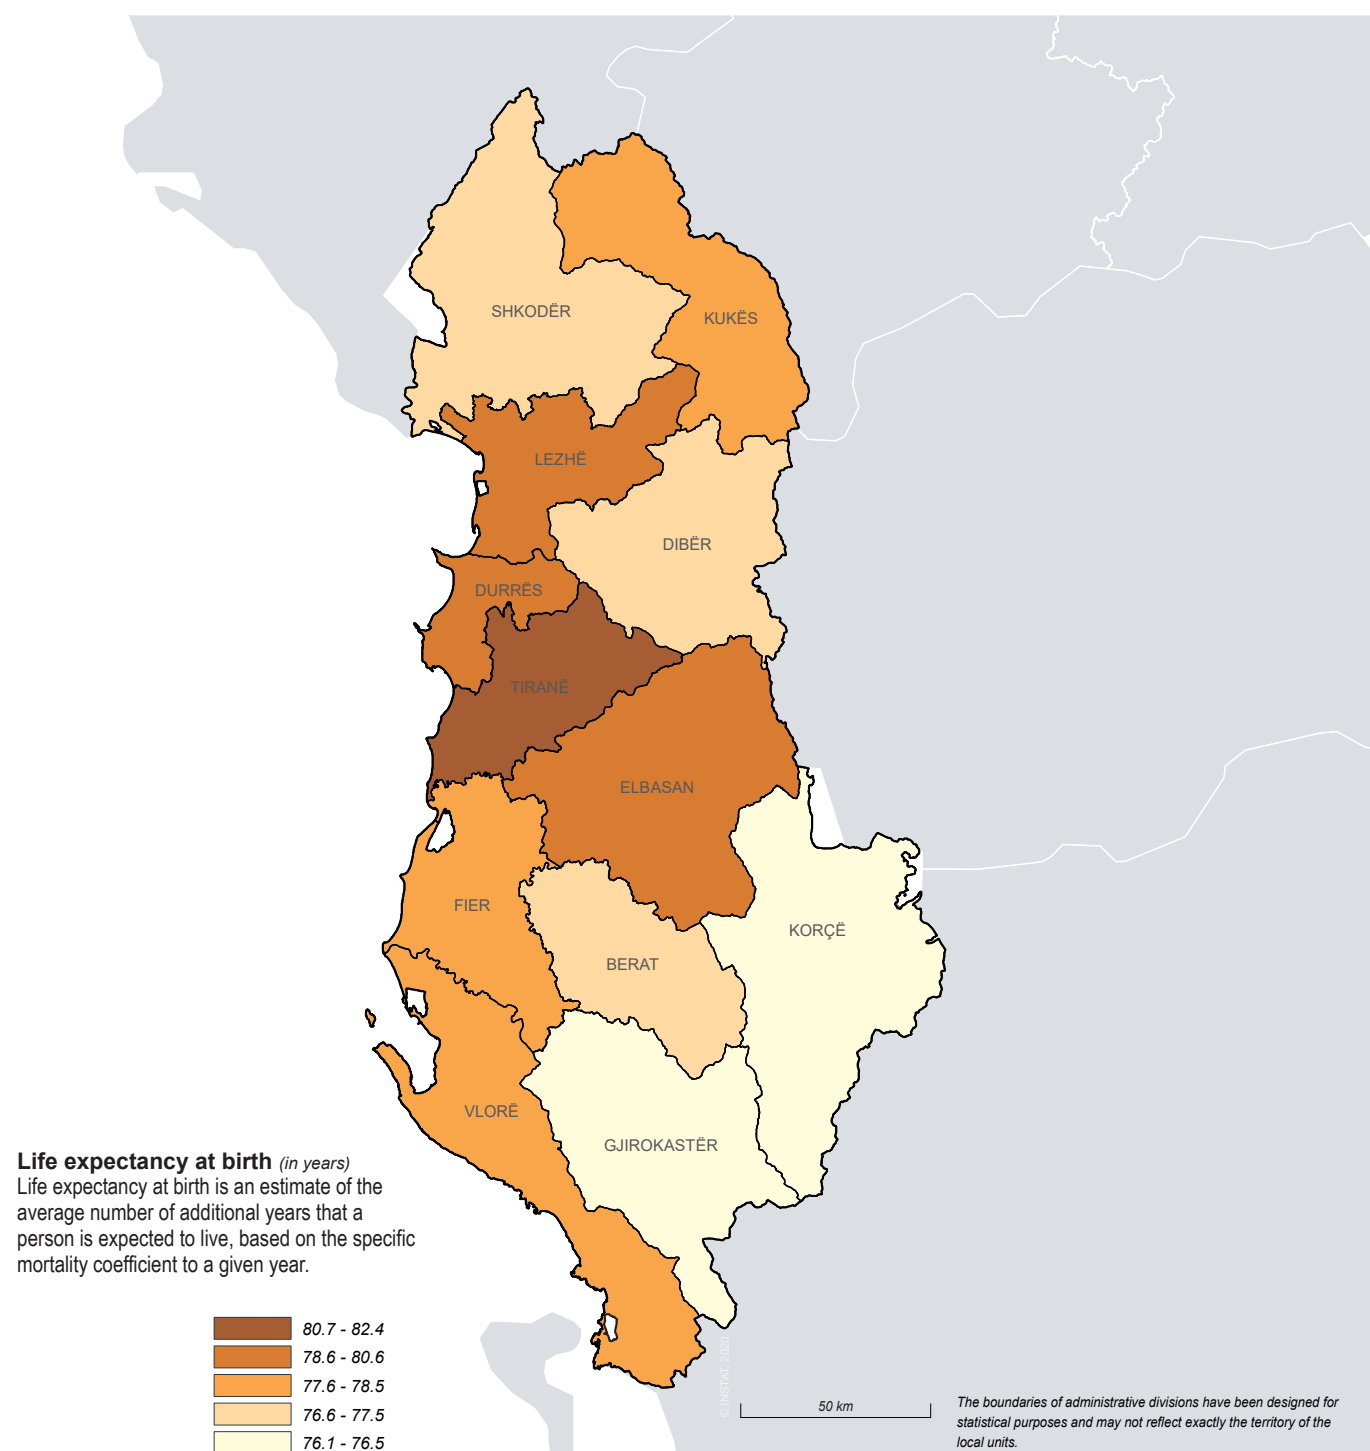 SHKODËR
KUKËS
LEZHË
DIBËR
DURRËS
TIRANË
ELBASAN
FIER
KORÇË
BERAT
VLORË
GJIROKASTËR
Life expectancy at birth (in years)
Life expectancy at birth is an estimate of the
average number of additional years that a
person is expected to live, based on the specific
mortality coefficient to a given year.
80.7 - 82.4
78.6 - 80.6
77.6 - 78.5
76.6 - 77.5
76.1 - 76.5
© INSTAT, 2020
50 km
The boundaries of administrative divisions have been designed for
statistical purposes and may not reflect exactly the territory of the
local units.